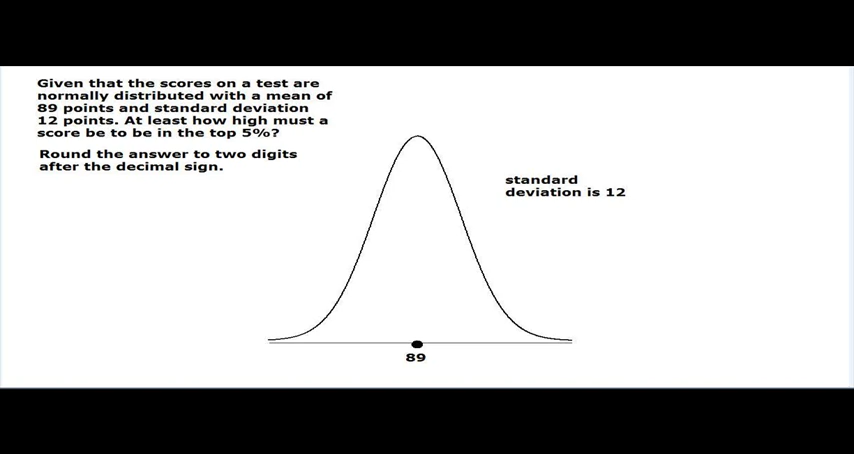 Given that the scores on a test are
normally distributed with a mean of
89 points and standard deviation
12 points. At least how high must a
score be to be in the top 5%?
Round the answer to two digits
after the decimal sign.
standard
deviation is 12
89